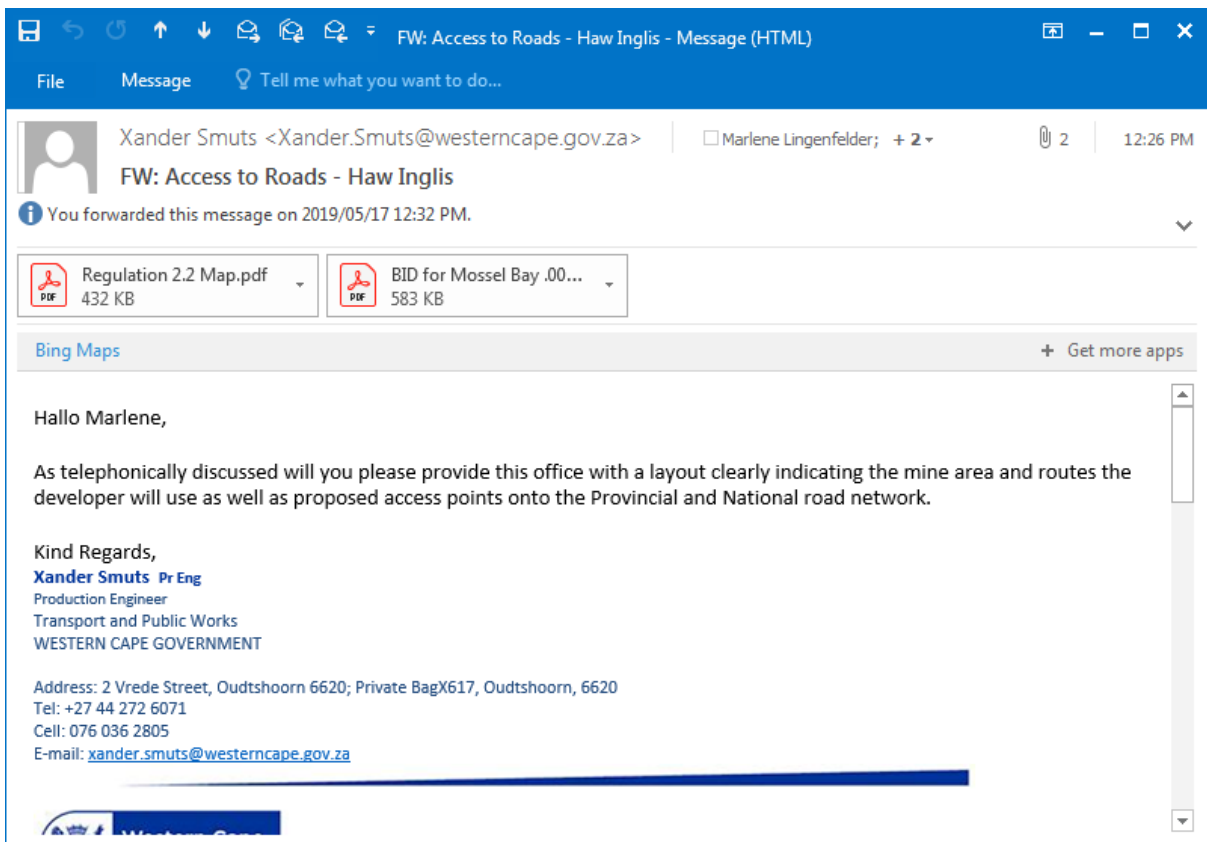 FW: Access to Roads - Haw Inglis - Message (HTML)
File Message Tell me what you want to do...
Xander Smuts <Xander.Smuts@westerncape.gov.za> Marlene Lingenfelder; + 2 2 12:26 PM
FW: Access to Roads - Haw Inglis
You forwarded this message on 2019/05/17 12:32 PM.
Regulation 2.2 Map.pdf BID for Mossel Bay .00...
PDF 432 KB PDF 583 KB
Bing Maps + Get more apps
Hallo Marlene,
As telephonically discussed will you please provide this office with a layout clearly indicating the mine area and routes the
developer will use as well as proposed access points onto the Provincial and National road network.
Kind Regards,
Xander Smuts Pr Eng
Production Engineer
Transport and Public Works
WESTERN CAPE GOVERNMENT
Address: 2 Vrede Street, Oudtshoorn 6620; Private BagX617, Oudtshoorn, 6620
Tel: +27 44 272 6071
Cell: 076 036 2805
E-mail: xander.smuts@westerncape.gov.za
Western Cape